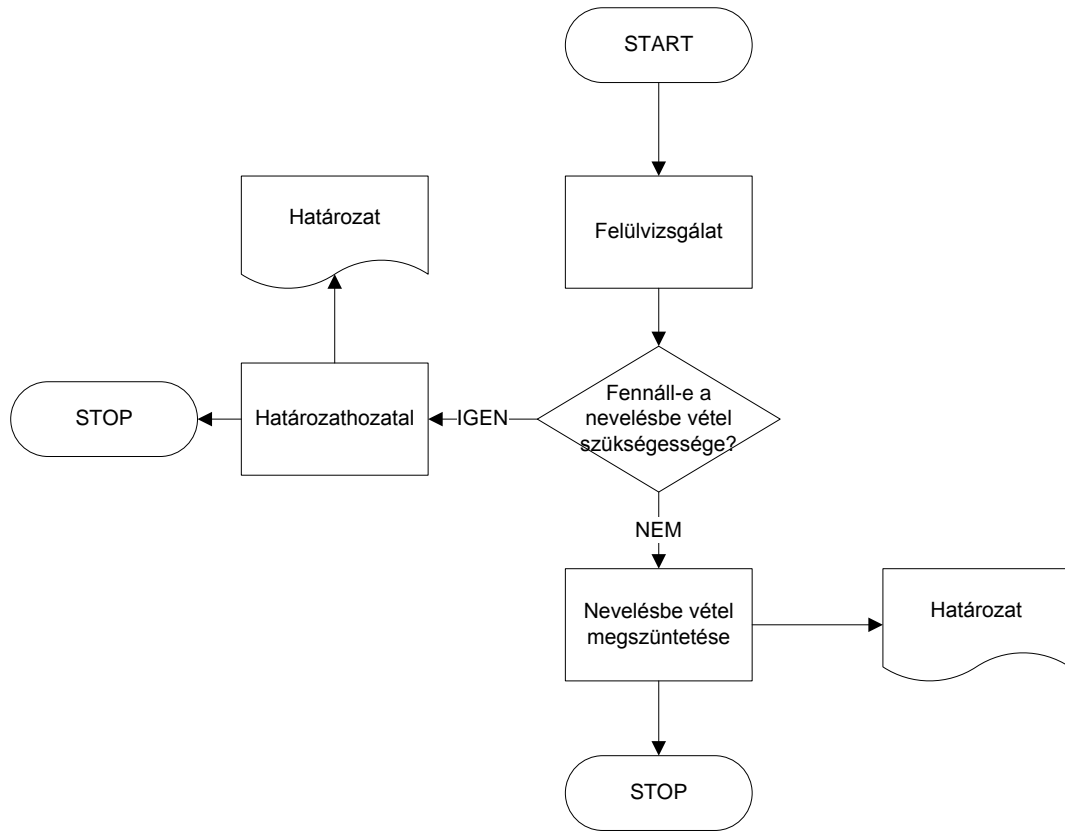 START
Határozat
Felülvizsgálat
Fennáll-e a
nevelésbe vétel
szükségessége?
IGEN
Határozathozatal
STOP
NEM
Nevelésbe vétel
megszüntetése
Határozat
STOP